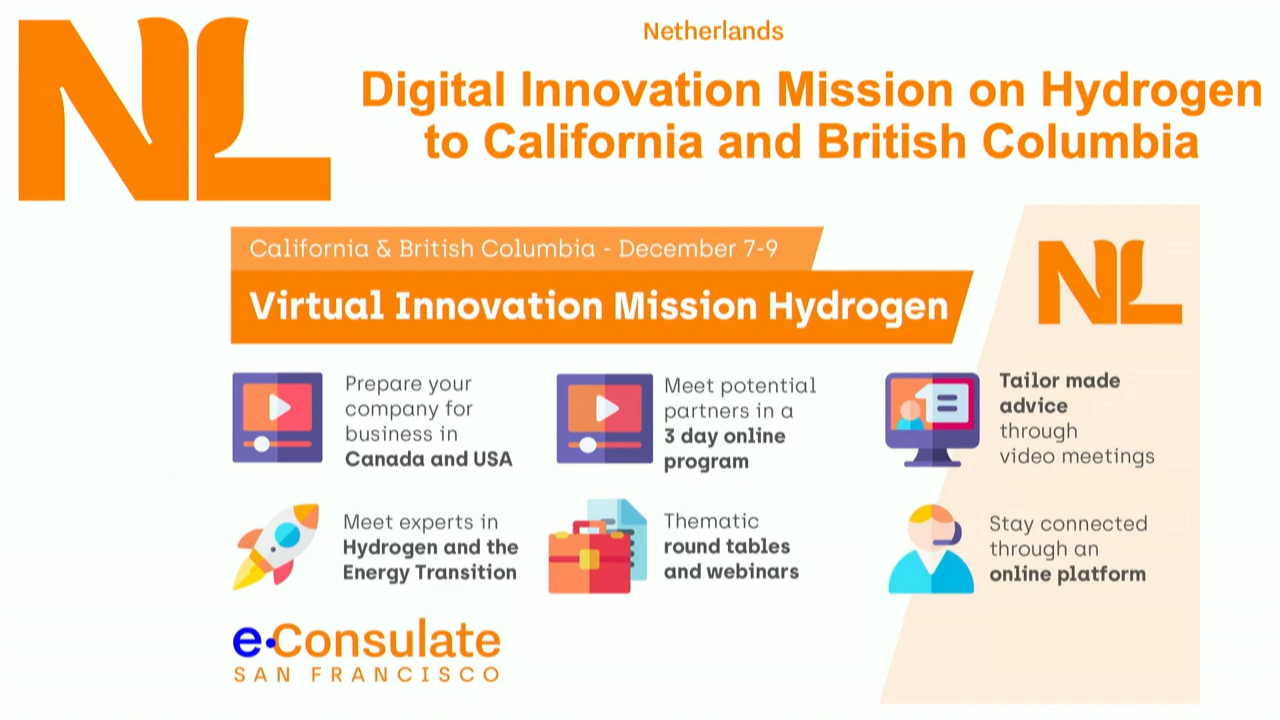 NL
Netherlands
Digital Innovation Mission on Hydrogen
to California and British Columbia
California & British Columbia - December 7-9
Virtual Innovation Mission Hydrogen
NL
Prepare your
company for
business in
Canada and USA
Meet potential
partners in a
3 day online
program
Tailor made
advice
through
video meetings
Meet experts in
Hydrogen and the
Energy Transition
Thematic
round tables
and webinars
Stay connected
through an
online platform
e·Consulate
SAN FRANCISCO